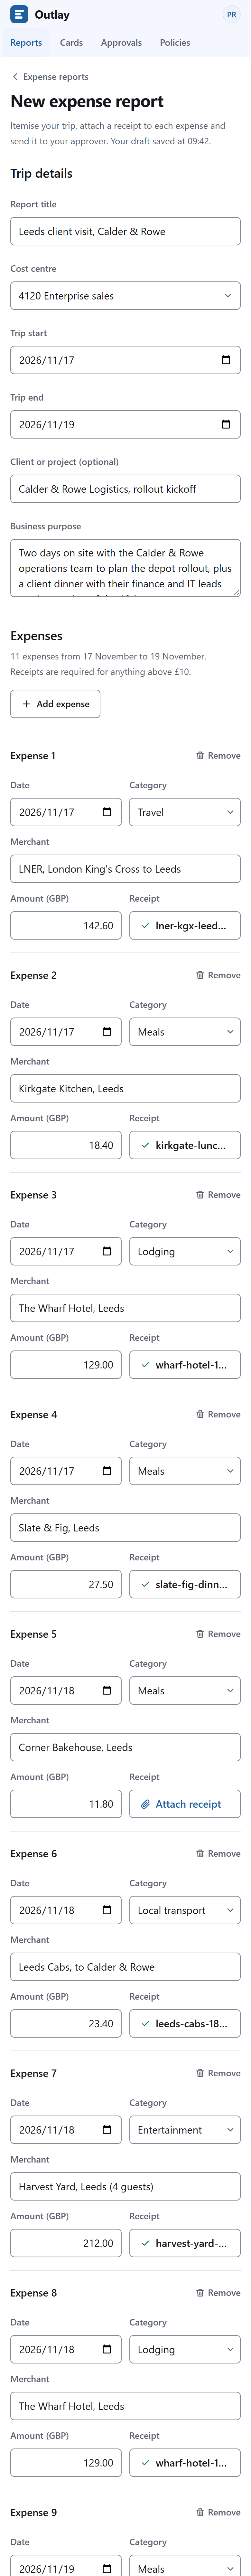 Outlay
PR
Reports
Cards
Approvals
Policies
Expense reports
New expense report
Itemise your trip, attach a receipt to each expense and
send it to your approver. Your draft saved at 09:42.
Trip details
Report title
Leeds client visit, Calder & Rowe
Cost centre
4120 Enterprise sales
Trip start
2026/11/17
Trip end
2026/11/19
Client or project (optional)
Calder & Rowe Logistics, rollout kickoff
Business purpose
Two days on site with the Calder & Rowe
operations team to plan the depot rollout, plus
a client dinner with their finance and IT leads
Expenses
11 expenses from 17 November to 19 November.
Receipts are required for anything above £10.
Add expense
Expense 1
Remove
Date
Category
2026/11/17
Travel
Merchant
LNER, London King's Cross to Leeds
Amount (GBP)
Receipt
142.60
lner-kgx-leed...
Expense 2
Remove
Date
Category
2026/11/17
Meals
Merchant
Kirkgate Kitchen, Leeds
Amount (GBP)
Receipt
18.40
kirkgate-lunc...
Expense 3
Remove
Date
Category
2026/11/17
Lodging
Merchant
The Wharf Hotel, Leeds
Amount (GBP)
Receipt
129.00
wharf-hotel-1...
Expense 4
Remove
Date
Category
2026/11/17
Meals
Merchant
Slate & Fig, Leeds
Amount (GBP)
Receipt
27.50
slate-fig-dinn...
Expense 5
Remove
Date
Category
2026/11/18
Meals
Merchant
Corner Bakehouse, Leeds
Amount (GBP)
Receipt
11.80
Attach receipt
Expense 6
Remove
Date
Category
2026/11/18
Local transport
Merchant
Leeds Cabs, to Calder & Rowe
Amount (GBP)
Receipt
23.40
leeds-cabs-18...
Expense 7
Remove
Date
Category
2026/11/18
Entertainment
Merchant
Harvest Yard, Leeds (4 guests)
Amount (GBP)
Receipt
212.00
harvest-yard-...
Expense 8
Remove
Date
Category
2026/11/18
Lodging
Merchant
The Wharf Hotel, Leeds
Amount (GBP)
Receipt
129.00
wharf-hotel-1...
Expense 9
Remove
Date
Category
2026/11/19
Meals